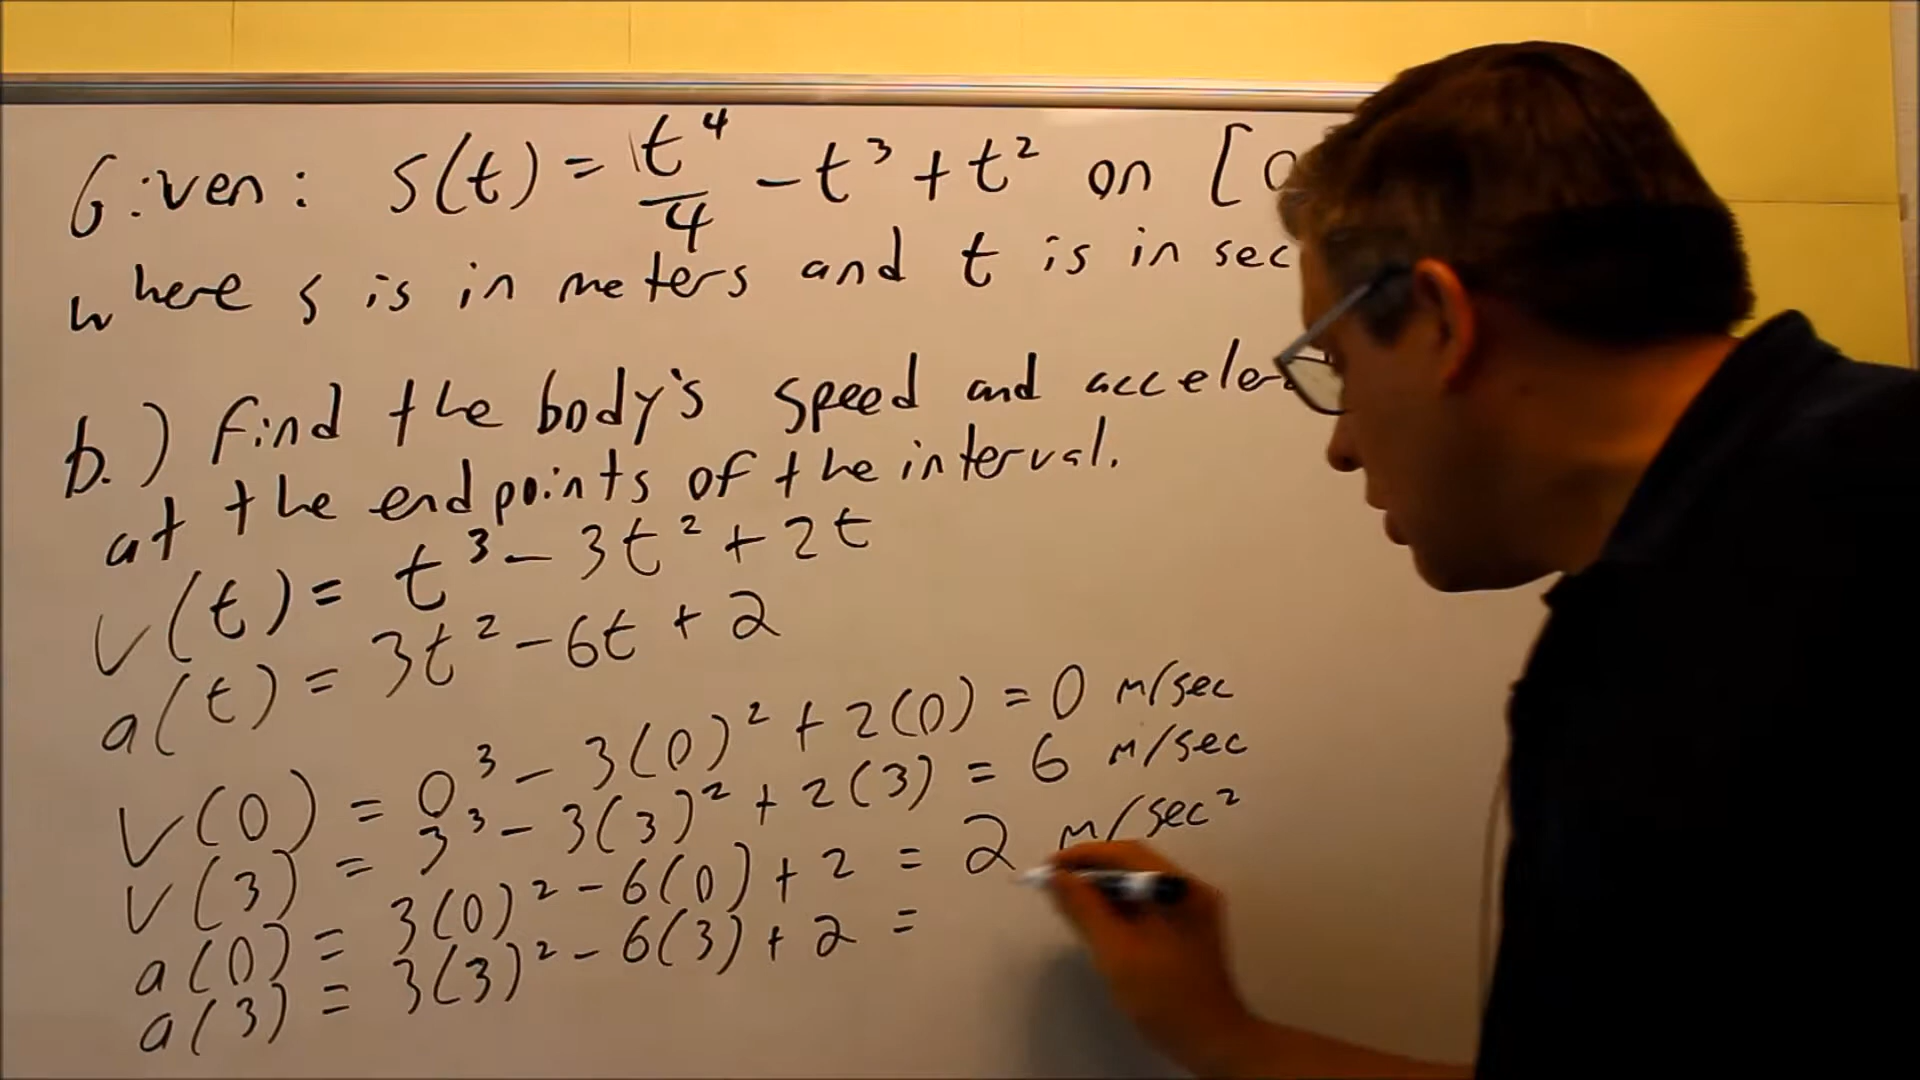 Given: s(t) = t⁴/4 - t³ + t² on [0
where s is in meters and t is in sec
b.) Find the body's speed and acceler
at the endpoints of the interval.
v(t) = t³ - 3t² + 2t
a(t) = 3t² - 6t + 2
v(0) = 0³ - 3(0)² + 2(0) = 0 m/sec
v(3) = 3³ - 3(3)² + 2(3) = 6 m/sec
a(0) = 3(0)² - 6(0) + 2 = 2 m/sec²
a(3) = 3(3)² - 6(3) + 2 =